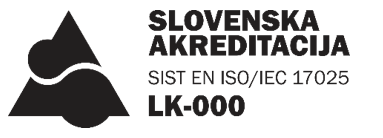 SLOVENSKA
AKREDITACIJA
SIST EN ISO/IEC 17025
LK-000